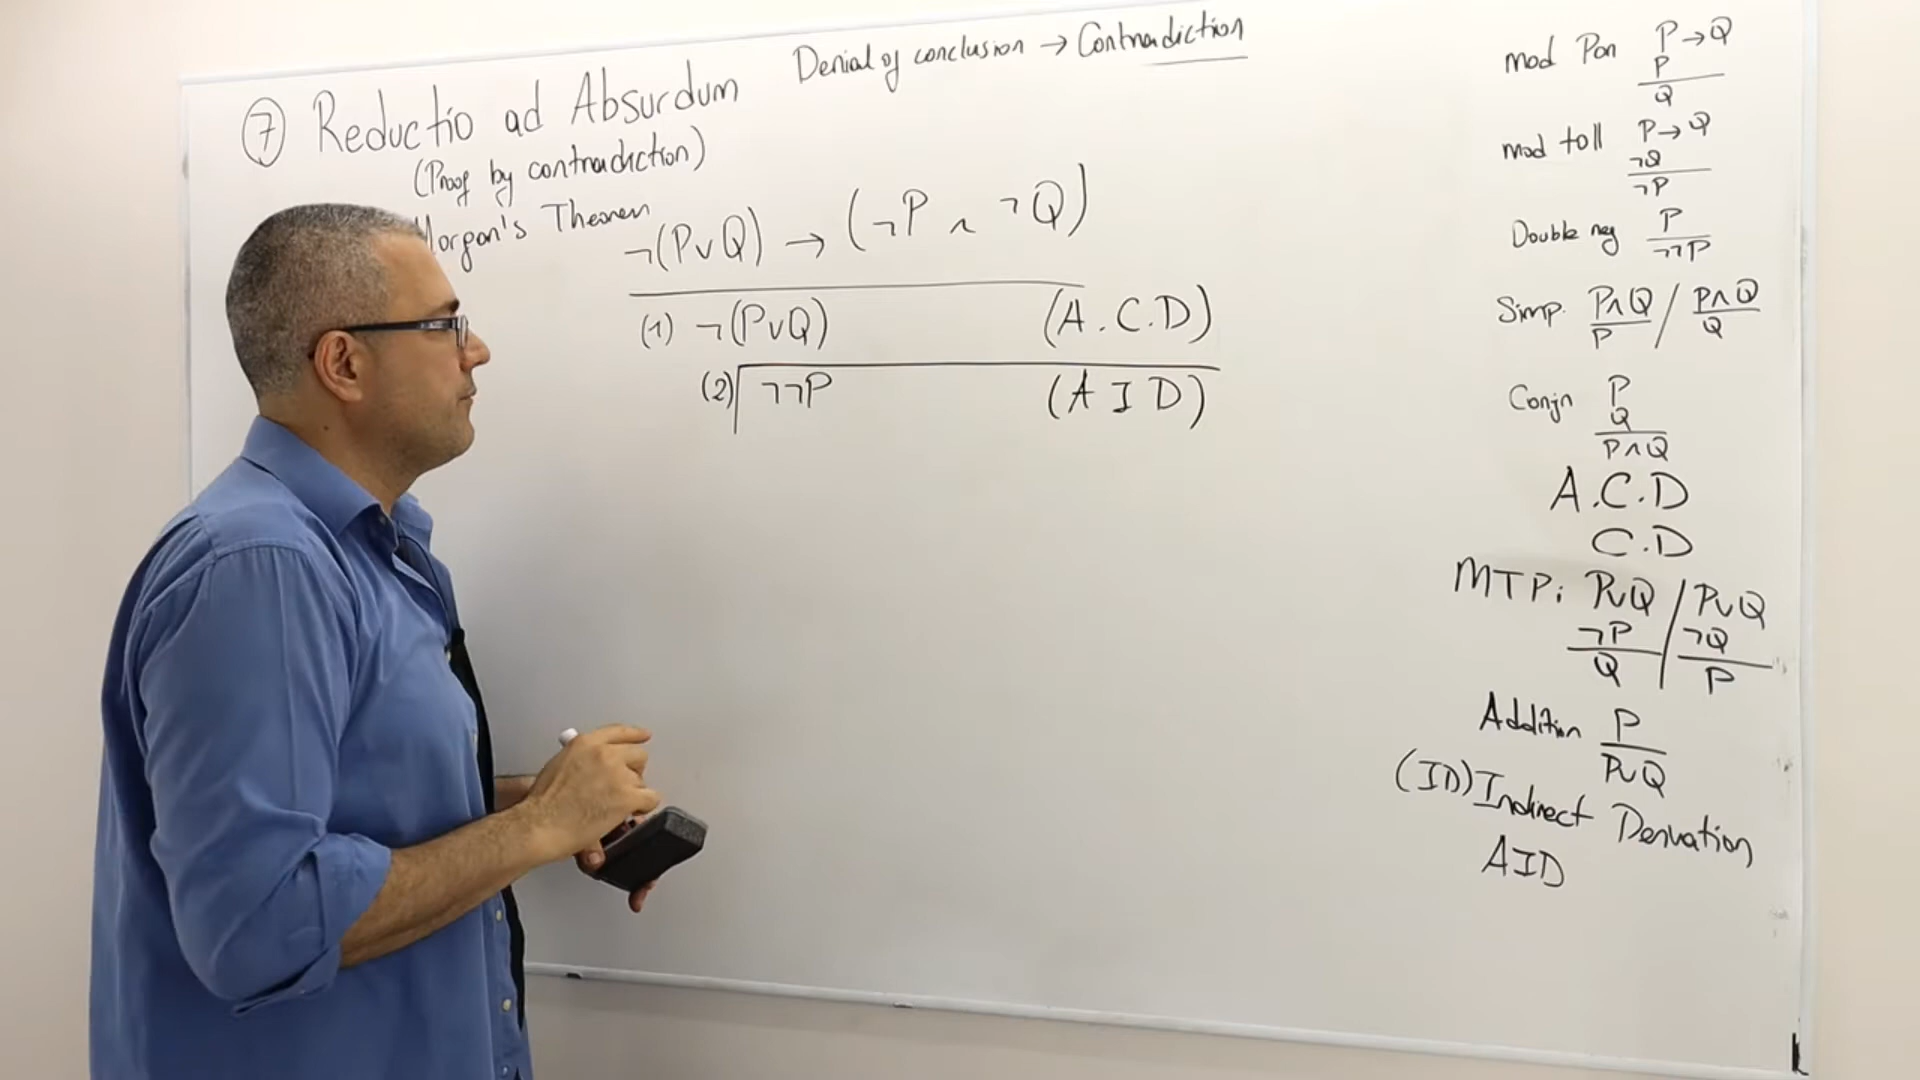 ⑦ Reductio ad Absurdum
(Proof by contradiction)
Denial of conclusion → Contradiction
Morgan's Theorem
¬(P∨Q) → (¬P ∧ ¬Q)
(1) ¬(P∨Q) (A.C.D)
(2) ¬¬P (A I D)
mod Pon P→Q
P
Q
mod toll P→Q
¬Q
¬P
Double neg P
¬¬P
Simp. P∧Q / P∧Q
P Q
Conjn P
Q
P∧Q
A.C.D
C.D
MTP: P∨Q / P∨Q
¬P ¬Q
Q P
Addition P
P∨Q
(ID) Indirect Derivation
AID